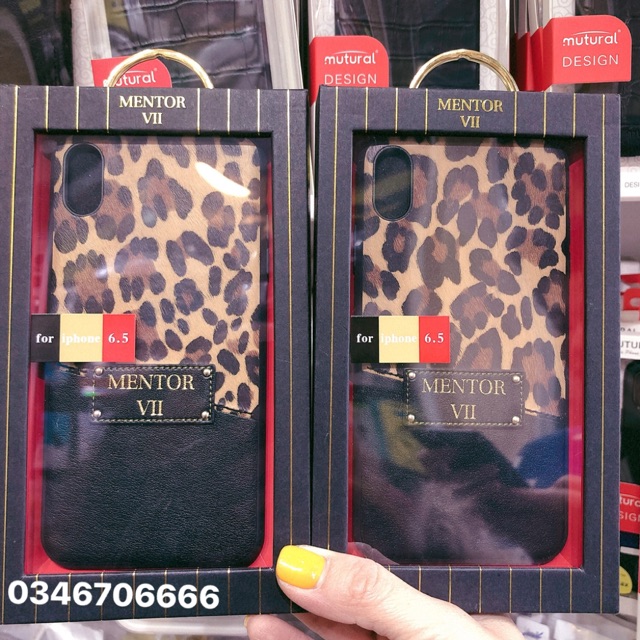 mutural
mutural
DESIGN
mutural
DESIGN
MENTOR
VII
MENTOR
VII
for iphone 6.5
for iphone 6.5
MENTOR
VII
MENTOR
VII
DESIGN
0346706666